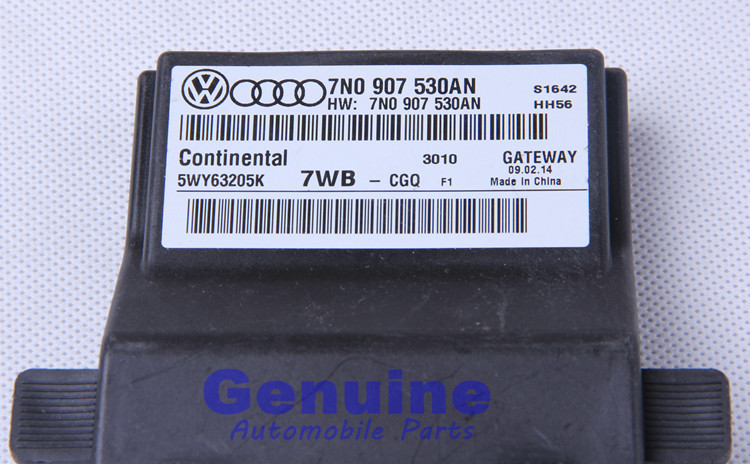 7N0 907 530AN
HW: 7N0 907 530AN
S1642
HH56
Continental
3010
GATEWAY
09.02.14
5WY63205K 7WB - CGQ F1
Made in China
Genuine
Automobile Parts